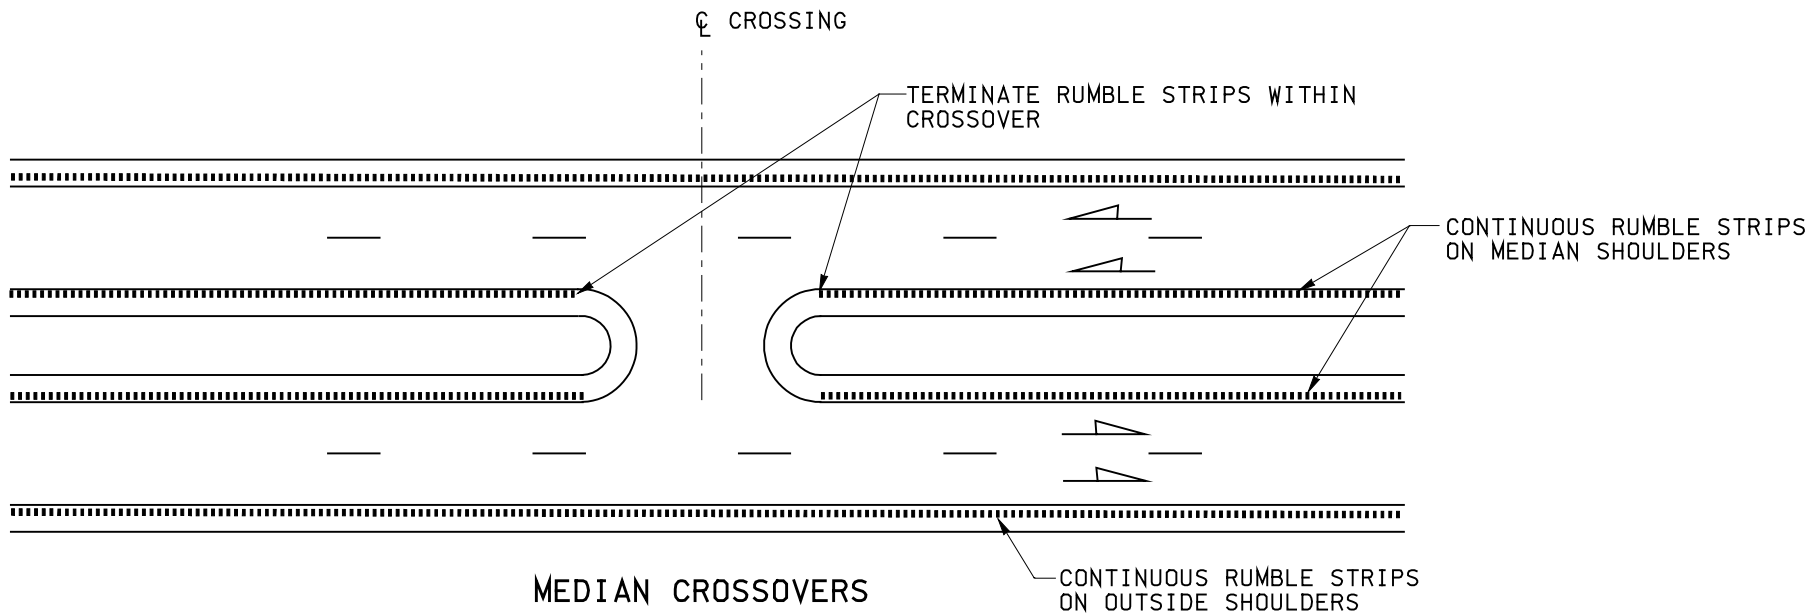 ℄ CROSSING
TERMINATE RUMBLE STRIPS WITHIN
CROSSOVER
CONTINUOUS RUMBLE STRIPS
ON MEDIAN SHOULDERS
CONTINUOUS RUMBLE STRIPS
ON OUTSIDE SHOULDERS
MEDIAN CROSSOVERS